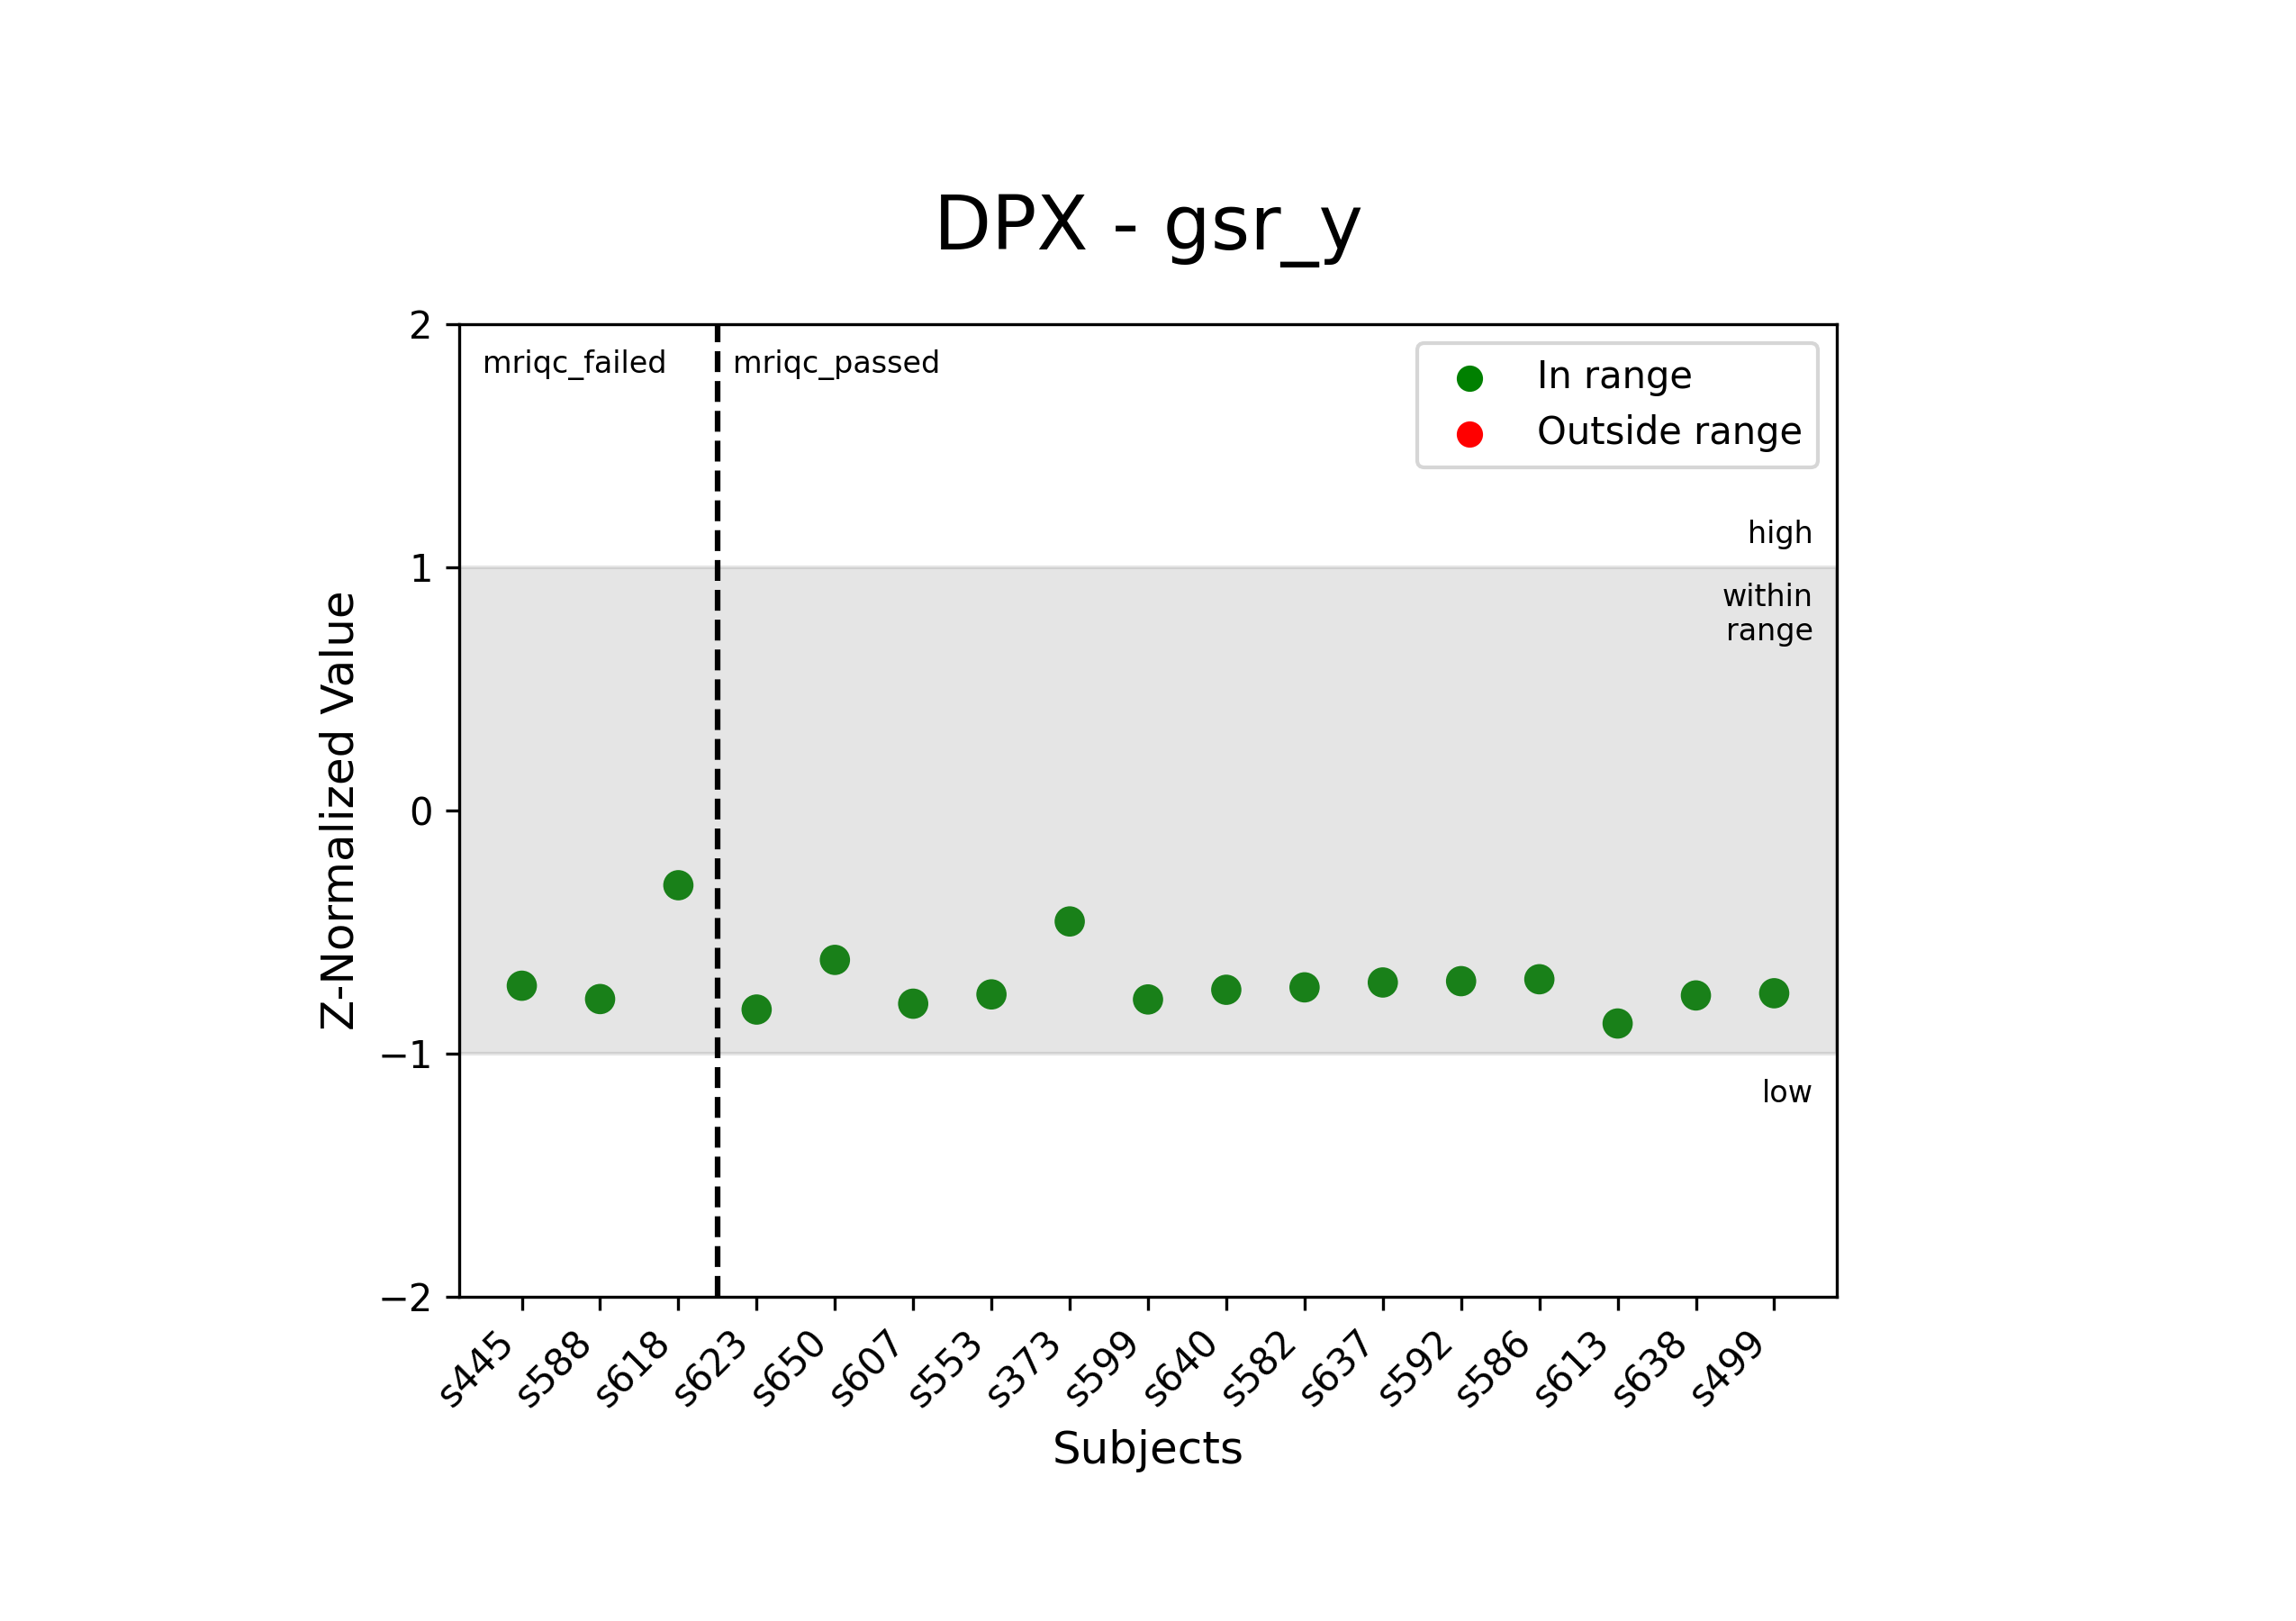 DPX - gsr_y
2
mriqc_failed
mriqc_passed
In range
Outside range
high
1
within
range
Z-Normalized Value
0
−1
low
−2
s445
s588
s618
s623
s650
s607
s553
s373
s599
s640
s582
s637
s592
s586
s613
s638
s499
Subjects